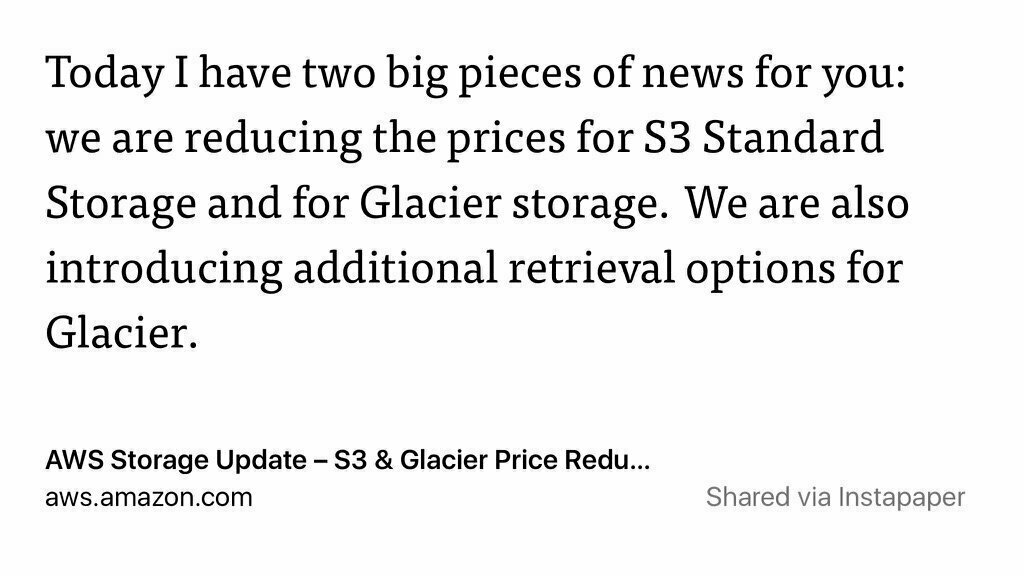 Today I have two big pieces of news for you:
we are reducing the prices for S3 Standard
Storage and for Glacier storage. We are also
introducing additional retrieval options for
Glacier.
AWS Storage Update – S3 & Glacier Price Redu...
aws.amazon.com
Shared via Instapaper